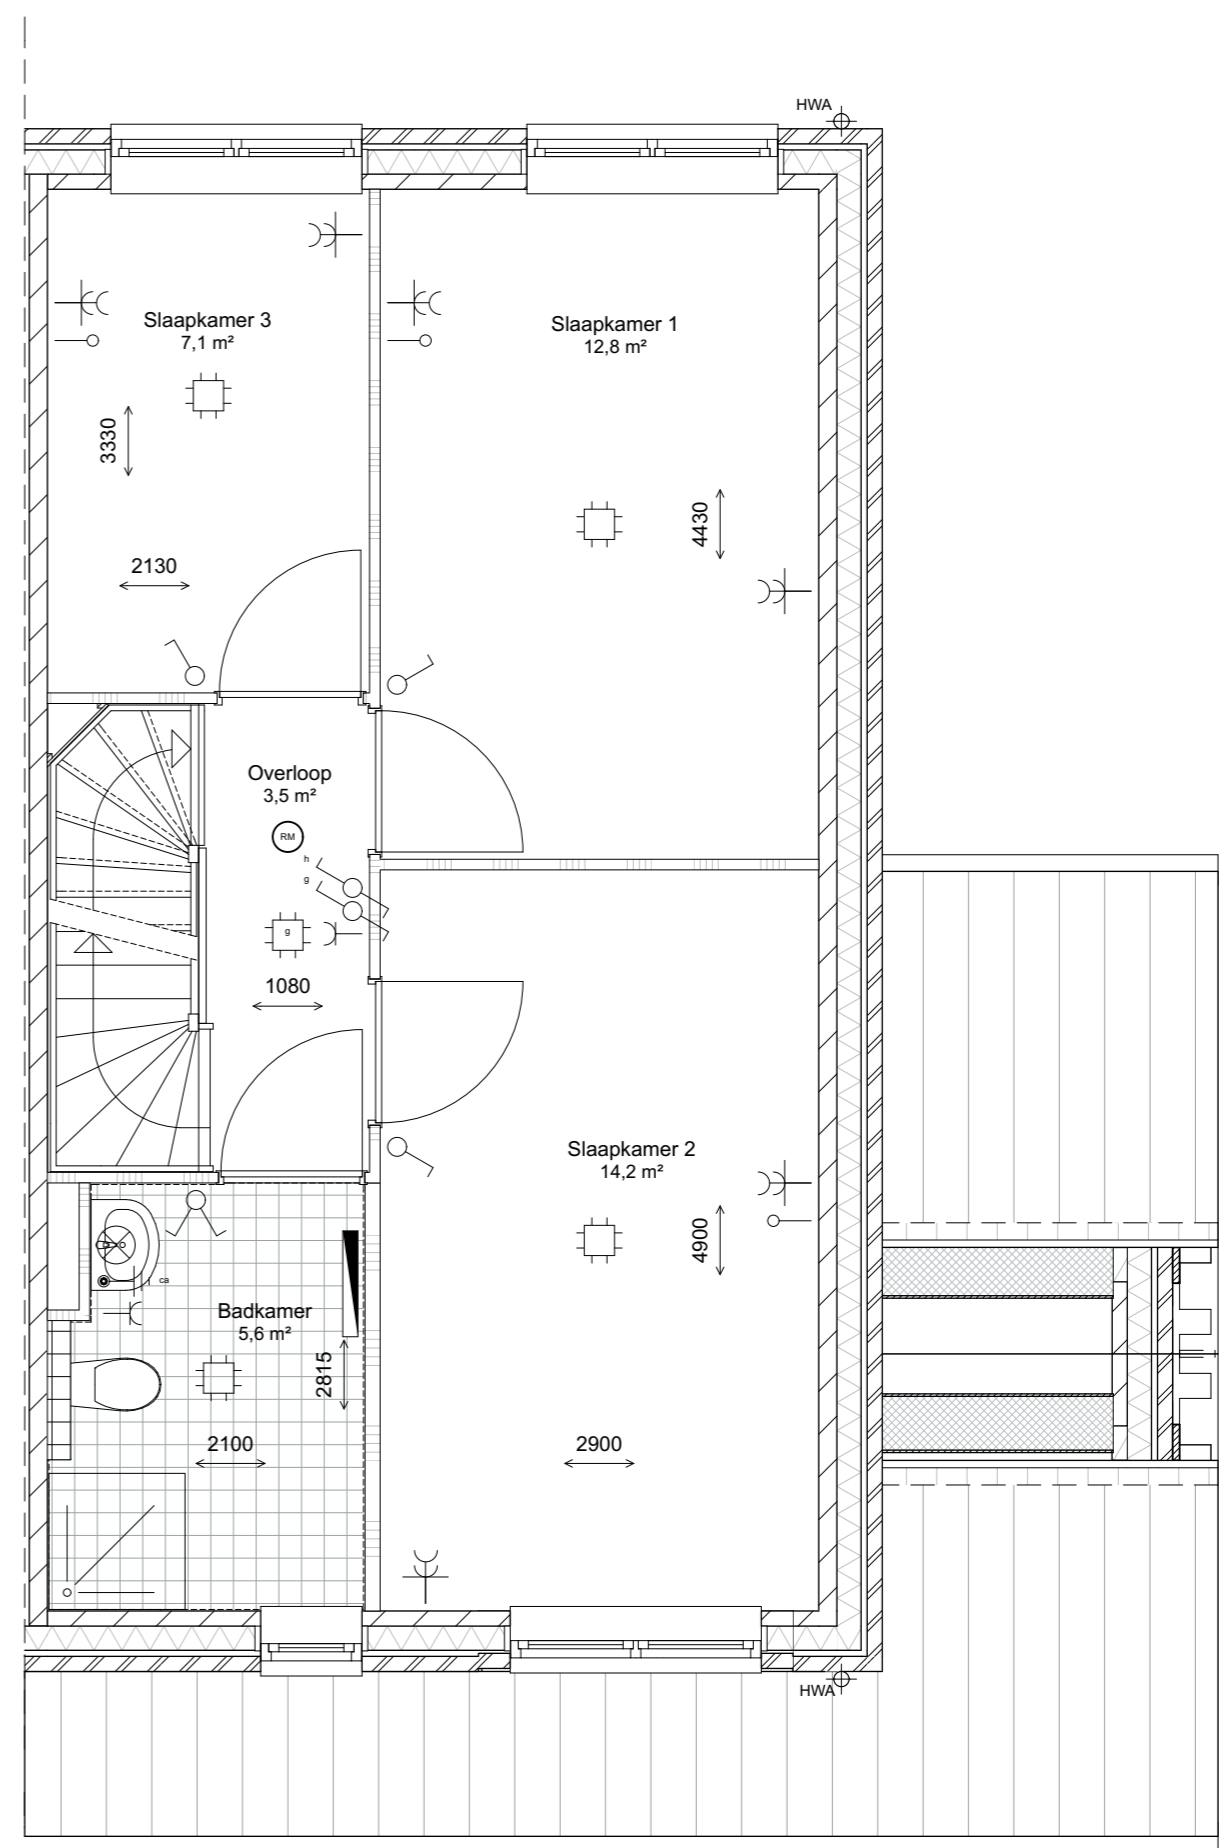 HWA
Slaapkamer 3
7,1 m²
Slaapkamer 1
12,8 m²
3330
4430
2130
Overloop
3,5 m²
RM
h
g
g
1080
Slaapkamer 2
14,2 m²
4900
ca
Badkamer
5,6 m²
2815
2100
2900
HWA